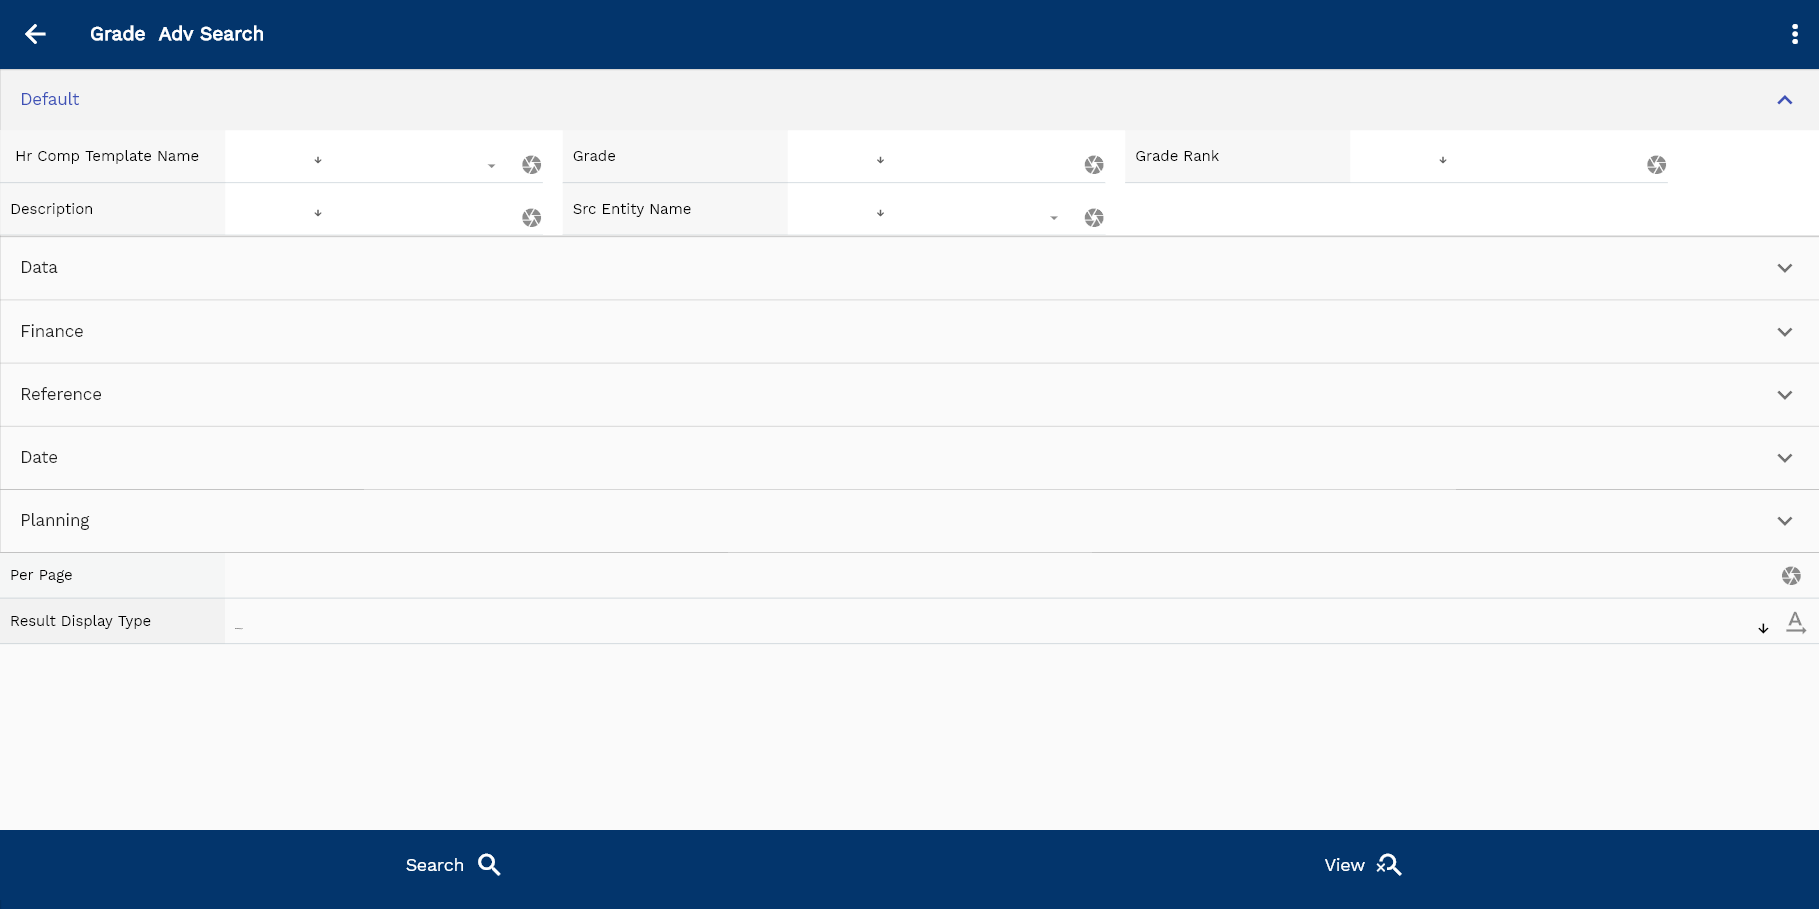 Grade Adv Search
Default
Hr Comp Template Name Grade Grade Rank
Description Src Entity Name
Data
Finance
Reference
Date
Planning
Per Page
Result Display Type
Search View